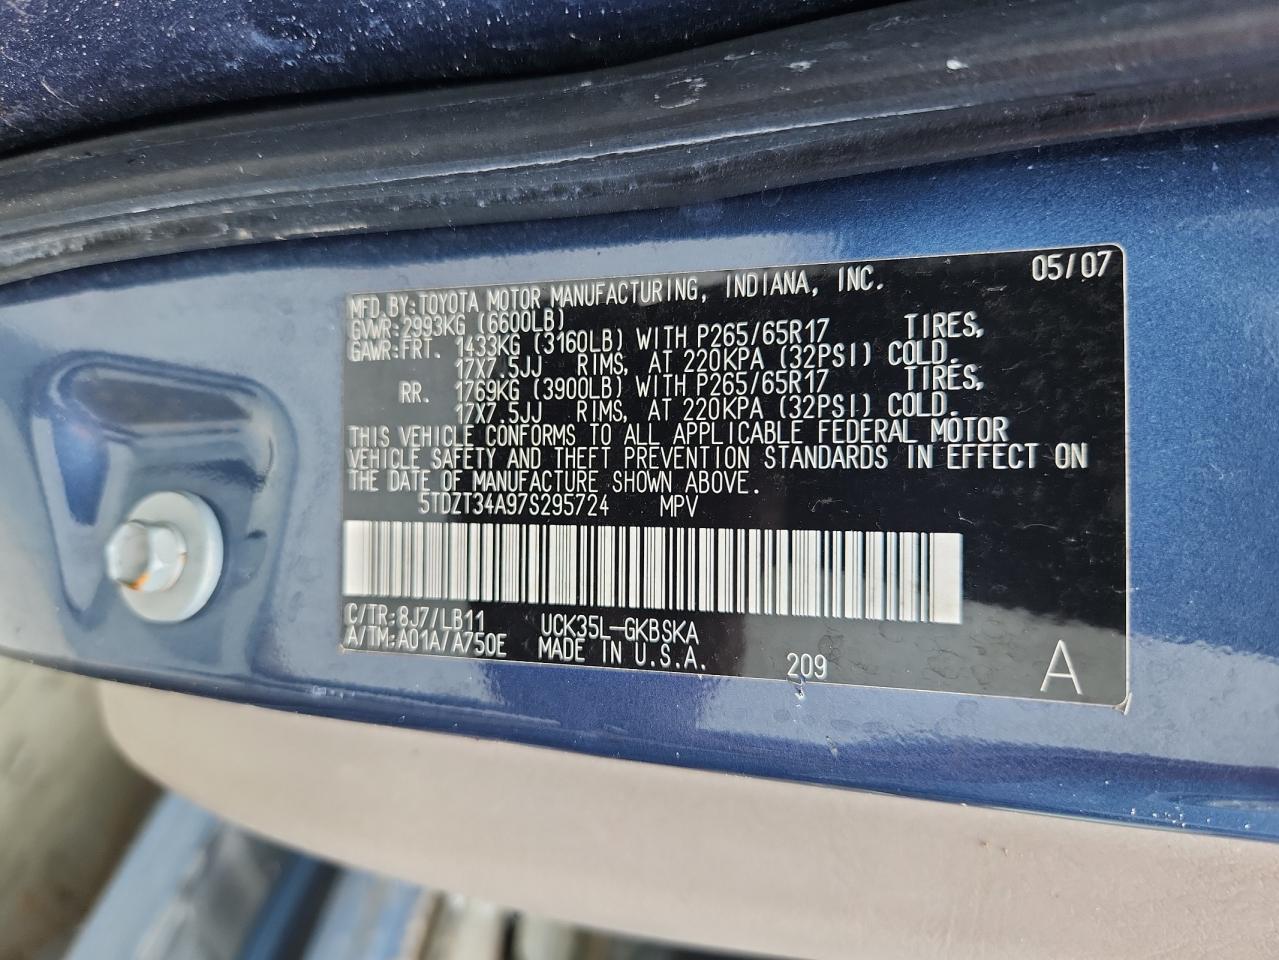 MFD.BY:TOYOTA MOTOR MANUFACTURING, INDIANA, INC. 05/07
GVWR:2993KG (6600LB)
GAWR:FRT. 1433KG (3160LB) WITH P265/65R17 TIRES,
17X7.5JJ RIMS, AT 220KPA (32PSI) COLD.
RR. 1769KG (3900LB) WITH P265/65R17 TIRES,
17X7.5JJ RIMS, AT 220KPA (32PSI) COLD.
THIS VEHICLE CONFORMS TO ALL APPLICABLE FEDERAL MOTOR
VEHICLE SAFETY AND THEFT PREVENTION STANDARDS IN EFFECT ON
THE DATE OF MANUFACTURE SHOWN ABOVE.
5TDZT34A97S295724 MPV
C/TR:8J7/LB11 UCK35L-GKBSKA
A/TM:A01A/A750E MADE IN U.S.A. 209 A